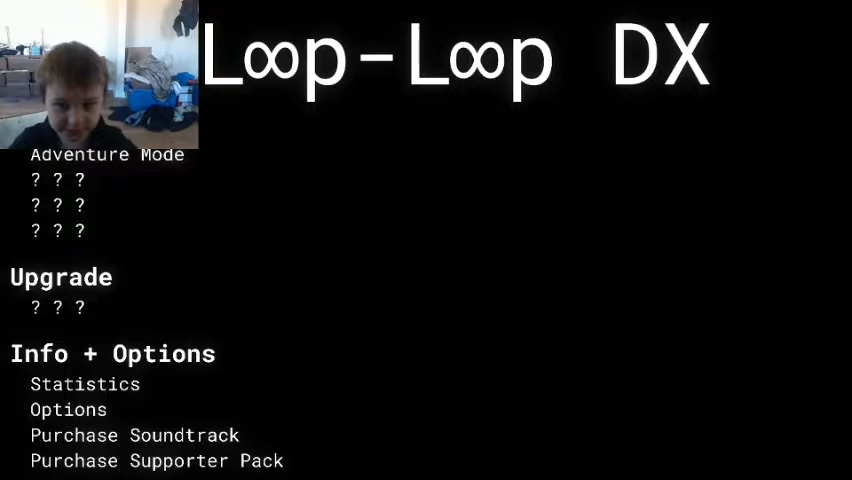 L∞p-L∞p DX
Adventure Mode
? ? ?
? ? ?
? ? ?
Upgrade
? ? ?
Info + Options
Statistics
Options
Purchase Soundtrack
Purchase Supporter Pack